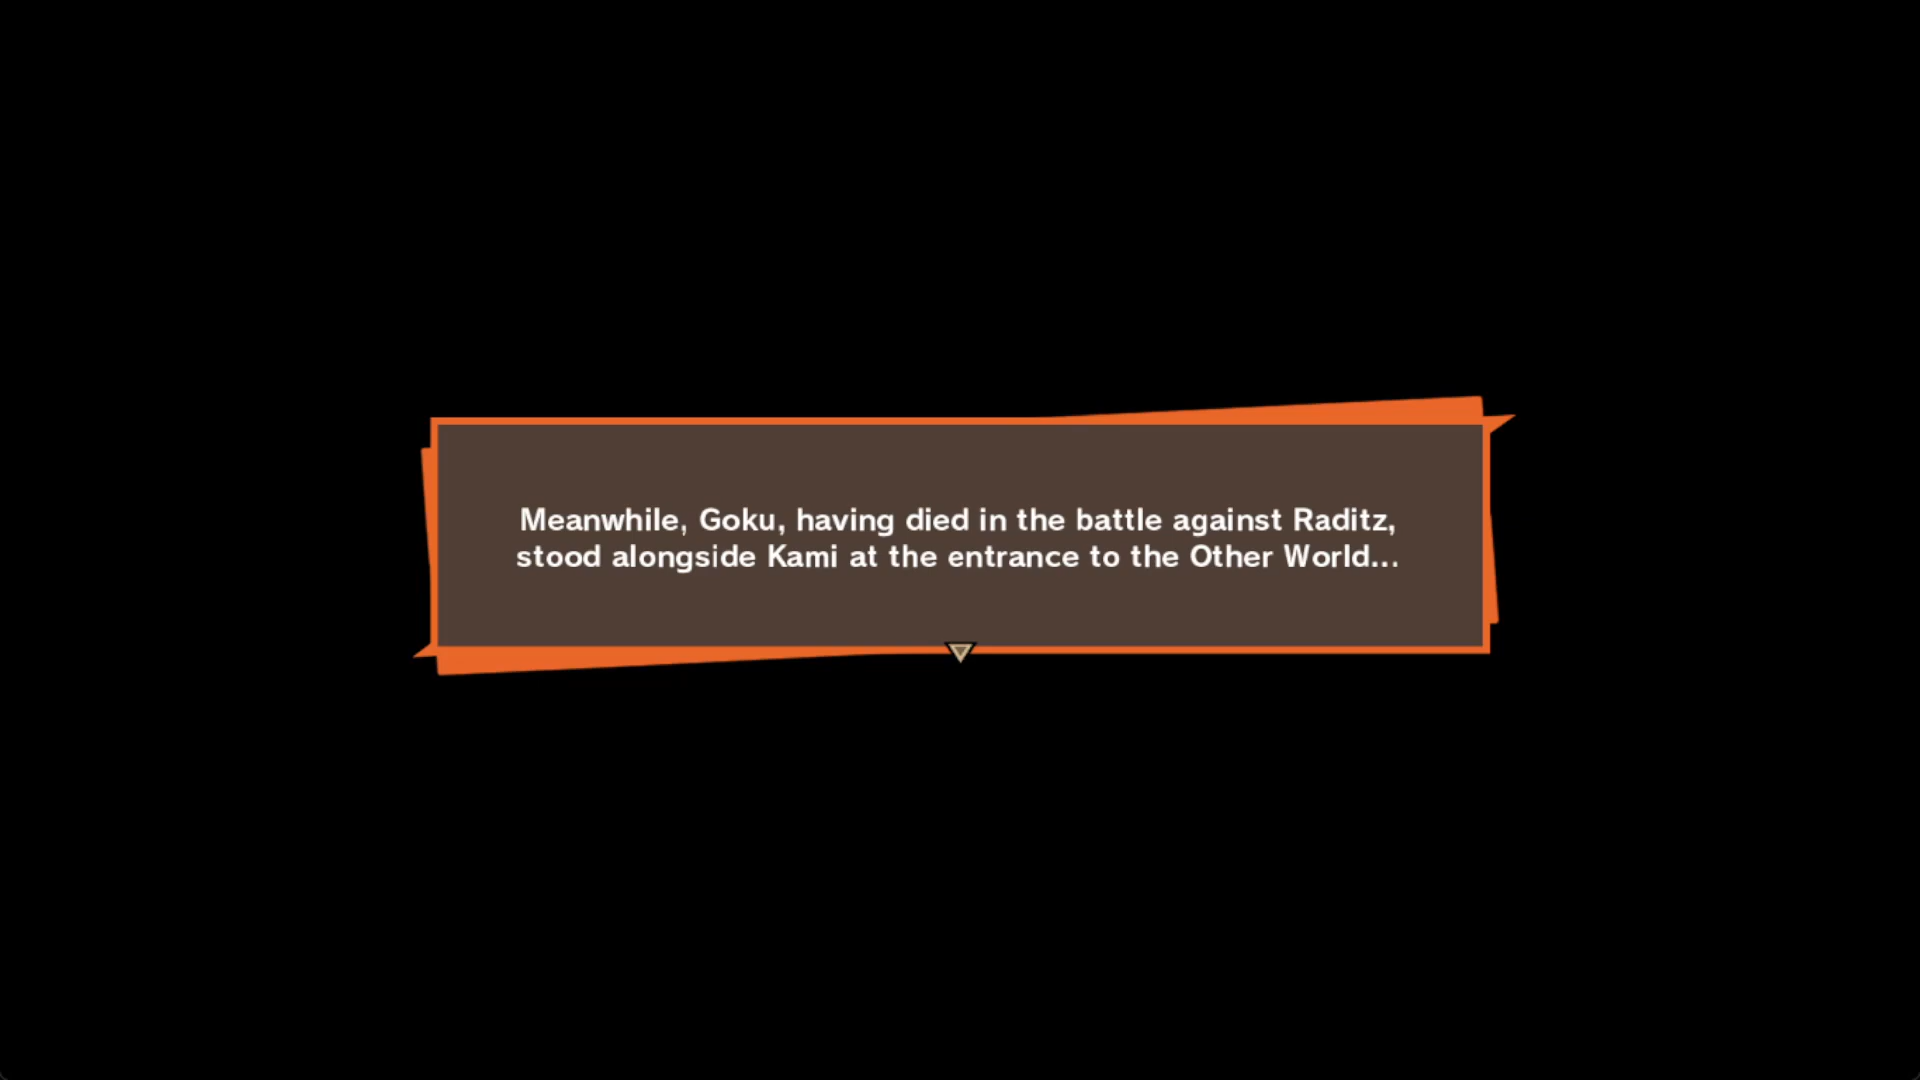 Meanwhile, Goku, having died in the battle against Raditz,
stood alongside Kami at the entrance to the Other World...